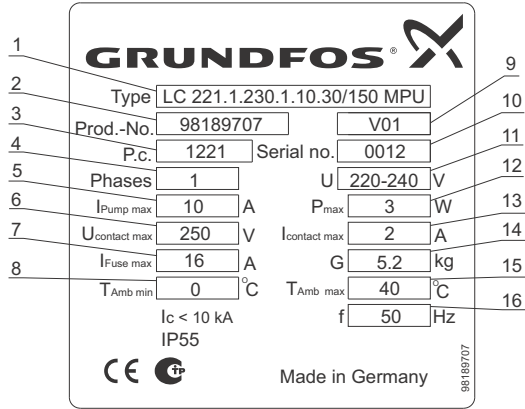 GRUNDFOS
1
Type LC 221.1.230.1.10.30/150 MPU
2
9
Prod.-No. 98189707 V01
3
10
P.c. 1221 Serial no. 0012
4
11
Phases 1 U 220-240 V
5
12
IPump max 10 A Pmax 3 W
6
13
Ucontact max 250 V Icontact max 2 A
7
14
IFuse max 16 A G 5.2 kg
8
15
TAmb min 0 °C TAmb max 40 °C
16
Ic < 10 kA f 50 Hz
IP55
CE Made in Germany
98189707